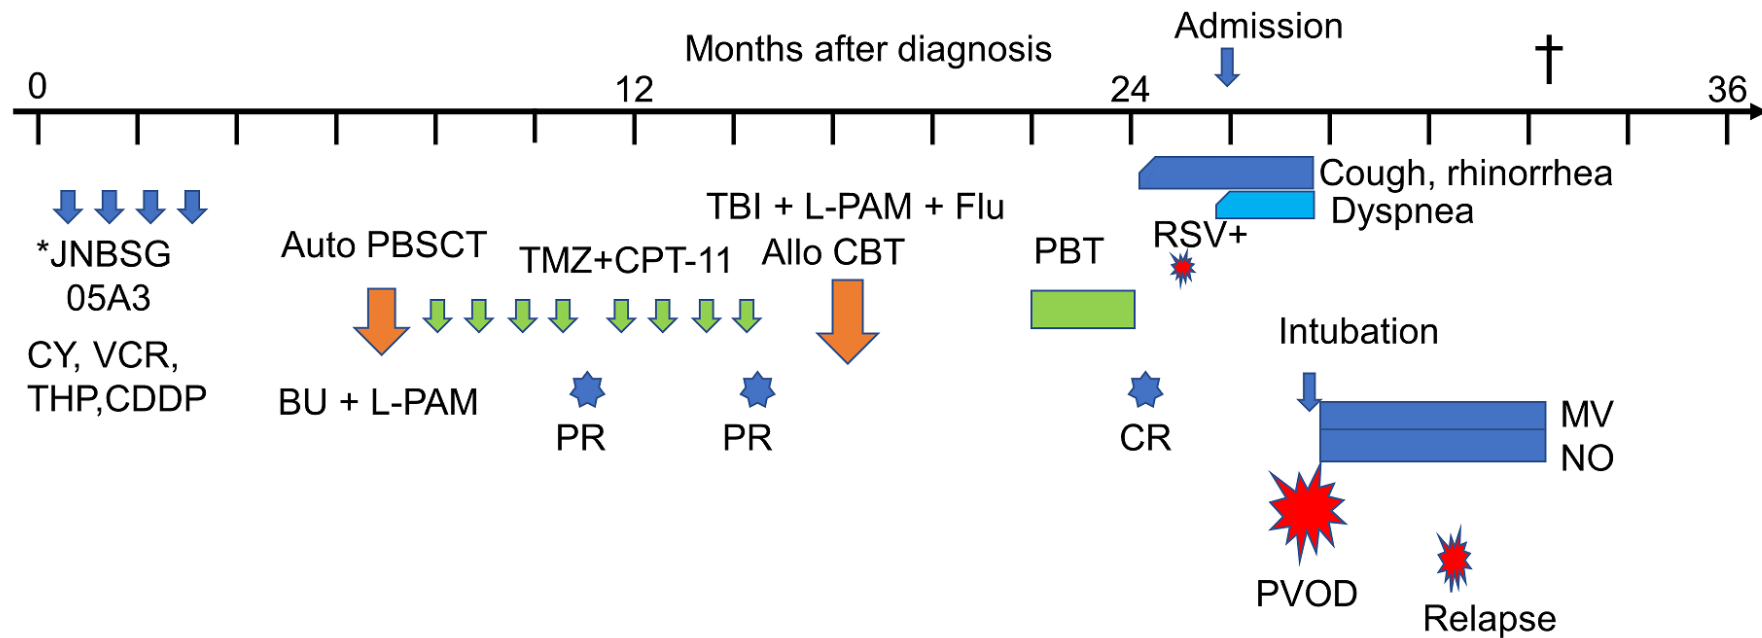 Admission
Months after diagnosis
†
0
12
24
36
Cough, rhinorrhea
Dyspnea
TBI + L-PAM + Flu
Allo CBT
RSV+
PBT
Auto PBSCT
TMZ+CPT-11
*JNBSG
05A3
CY, VCR,
THP,CDDP
BU + L-PAM
PR
PR
CR
Intubation
MV
NO
PVOD
Relapse